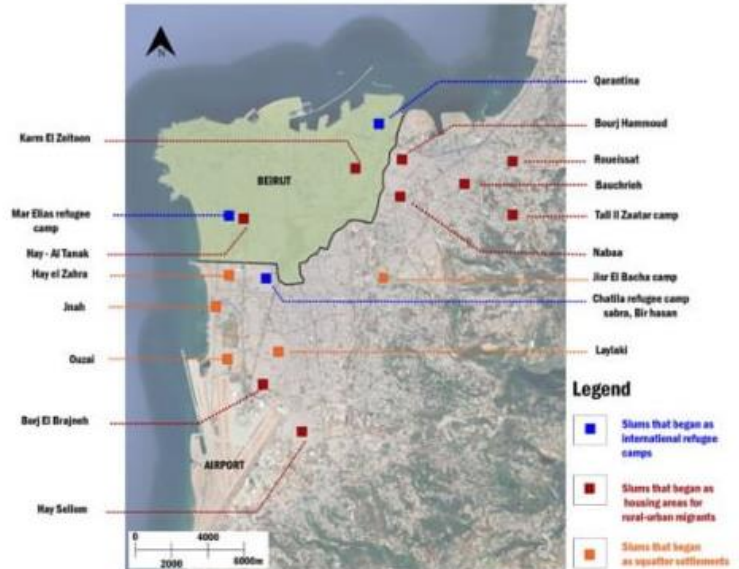 N
Qarantina
Karm El Zeitoon
Bourj Hammoud
Roueissat
BEIRUT
Bauchrieh
Mar Elias refugee
camp
Tall Il Zaatar camp
Hay - Al Tanak
Nabaa
Hay el Zahra
Jisr El Bacha camp
Chatila refugee camp
sabra, Bir hasan
Jnah
Ouzai
Laylaki
Legend
Slums that began as
international refugee
camps
Borj El Brajneh
AIRPORT
Slums that began as
housing areas for
rural-urban migrants
Hay Sellom
0 4000
2000 6000m
Slums that began
as squatter settlements